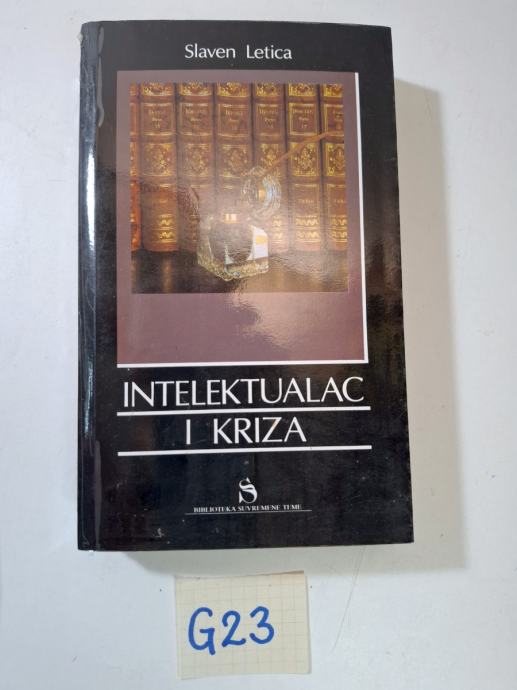 Slaven Letica
INTELEKTUALAC
I KRIZA
S
BIBLIOTEKA SUVREMENE TEME
G23